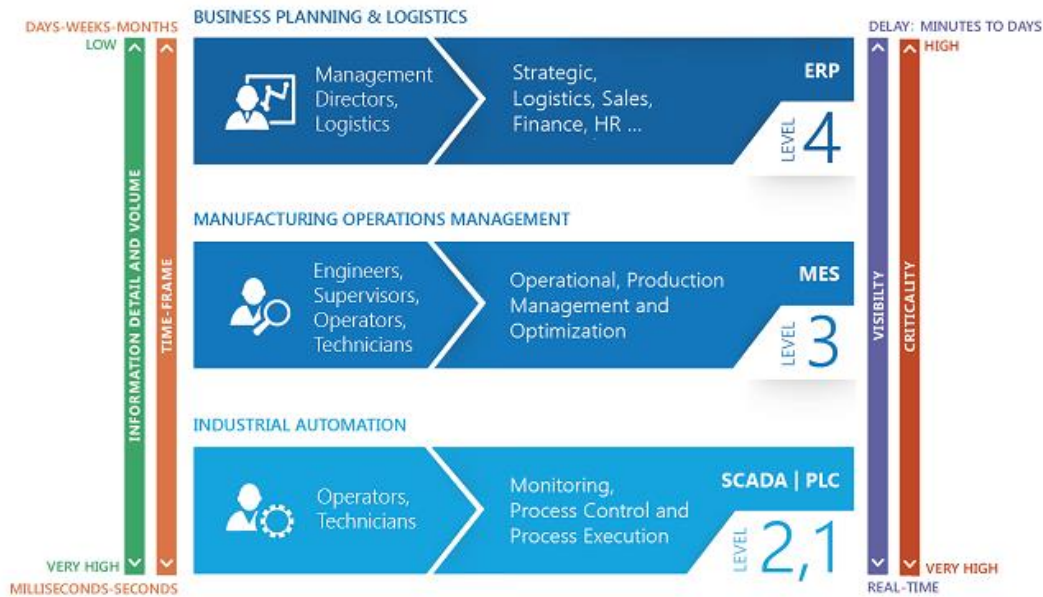 BUSINESS PLANNING & LOGISTICS
DAYS-WEEKS-MONTHS
DELAY: MINUTES TO DAYS
LOW
HIGH
Management
Directors,
Logistics
Strategic,
Logistics, Sales,
Finance, HR ...
ERP
LEVEL 4
MANUFACTURING OPERATIONS MANAGEMENT
Engineers,
Supervisors,
Operators,
Technicians
Operational, Production
Management and
Optimization
MES
LEVEL 3
INFORMATION DETAIL AND VOLUME
TIME-FRAME
VISIBILTY
CRITICALITY
INDUSTRIAL AUTOMATION
Operators,
Technicians
Monitoring,
Process Control and
Process Execution
SCADA | PLC
LEVEL 2,1
VERY HIGH
MILLISECONDS-SECONDS
VERY HIGH
REAL-TIME